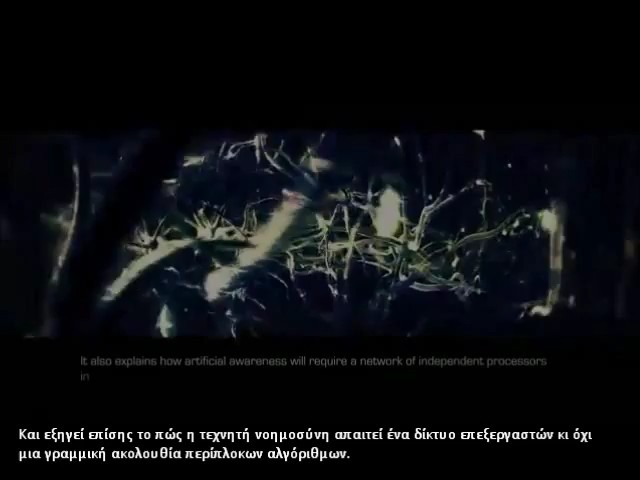 It also explains how artificial awareness will require a network of independent processors
in
Και εξηγεί επίσης το πώς η τεχνητή νοημοσύνη απαιτεί ένα δίκτυο επεξεργαστών κι όχι
μια γραμμική ακολουθία περίπλοκων αλγόριθμων.